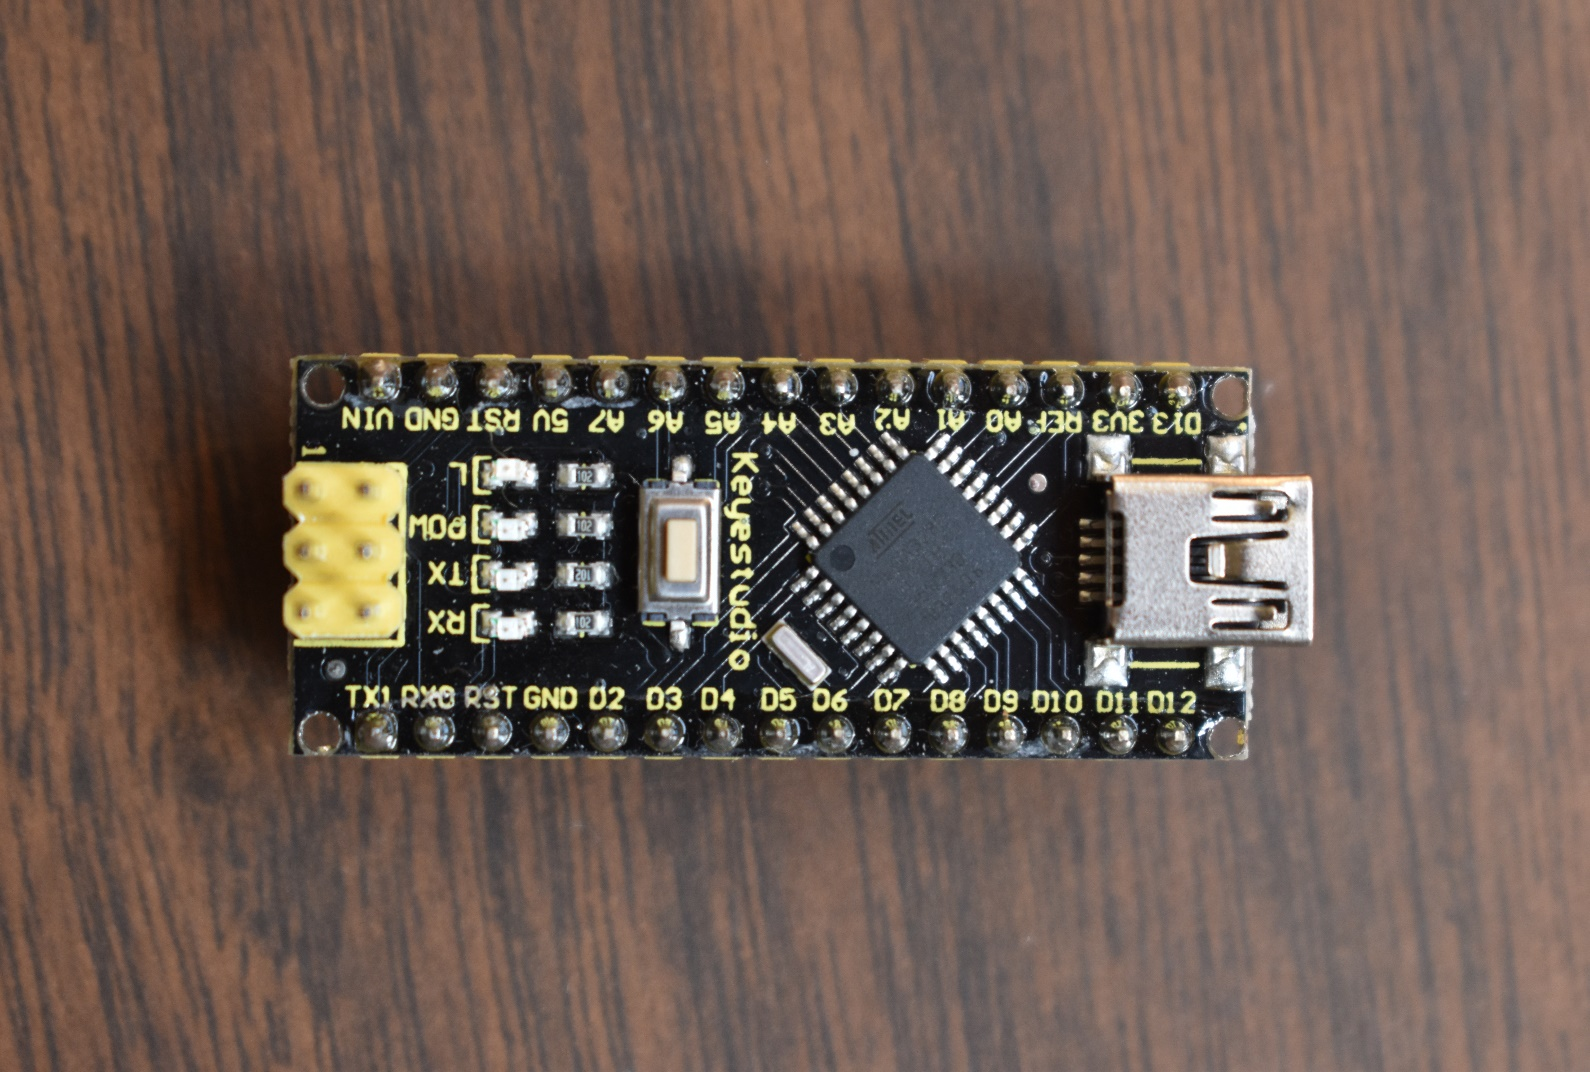 VIN GND RST 5V A7 A6 A5 A4 A3 A2 A1 A0 REF 3V3 D13
1
L
POW
TX
RX
102
102
201
102
Keyestudio
ATMEL
TX1 RX0 RST GND D2 D3 D4 D5 D6 D7 D8 D9 D10 D11 D12